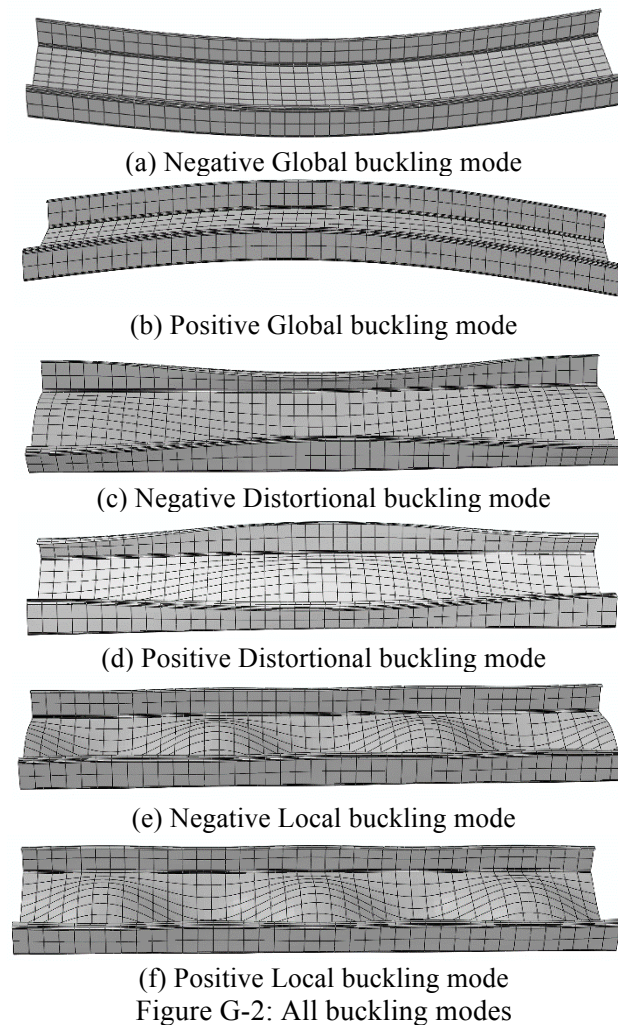 (a) Negative Global buckling mode
(b) Positive Global buckling mode
(c) Negative Distortional buckling mode
(d) Positive Distortional buckling mode
(e) Negative Local buckling mode
(f) Positive Local buckling mode
Figure G-2: All buckling modes